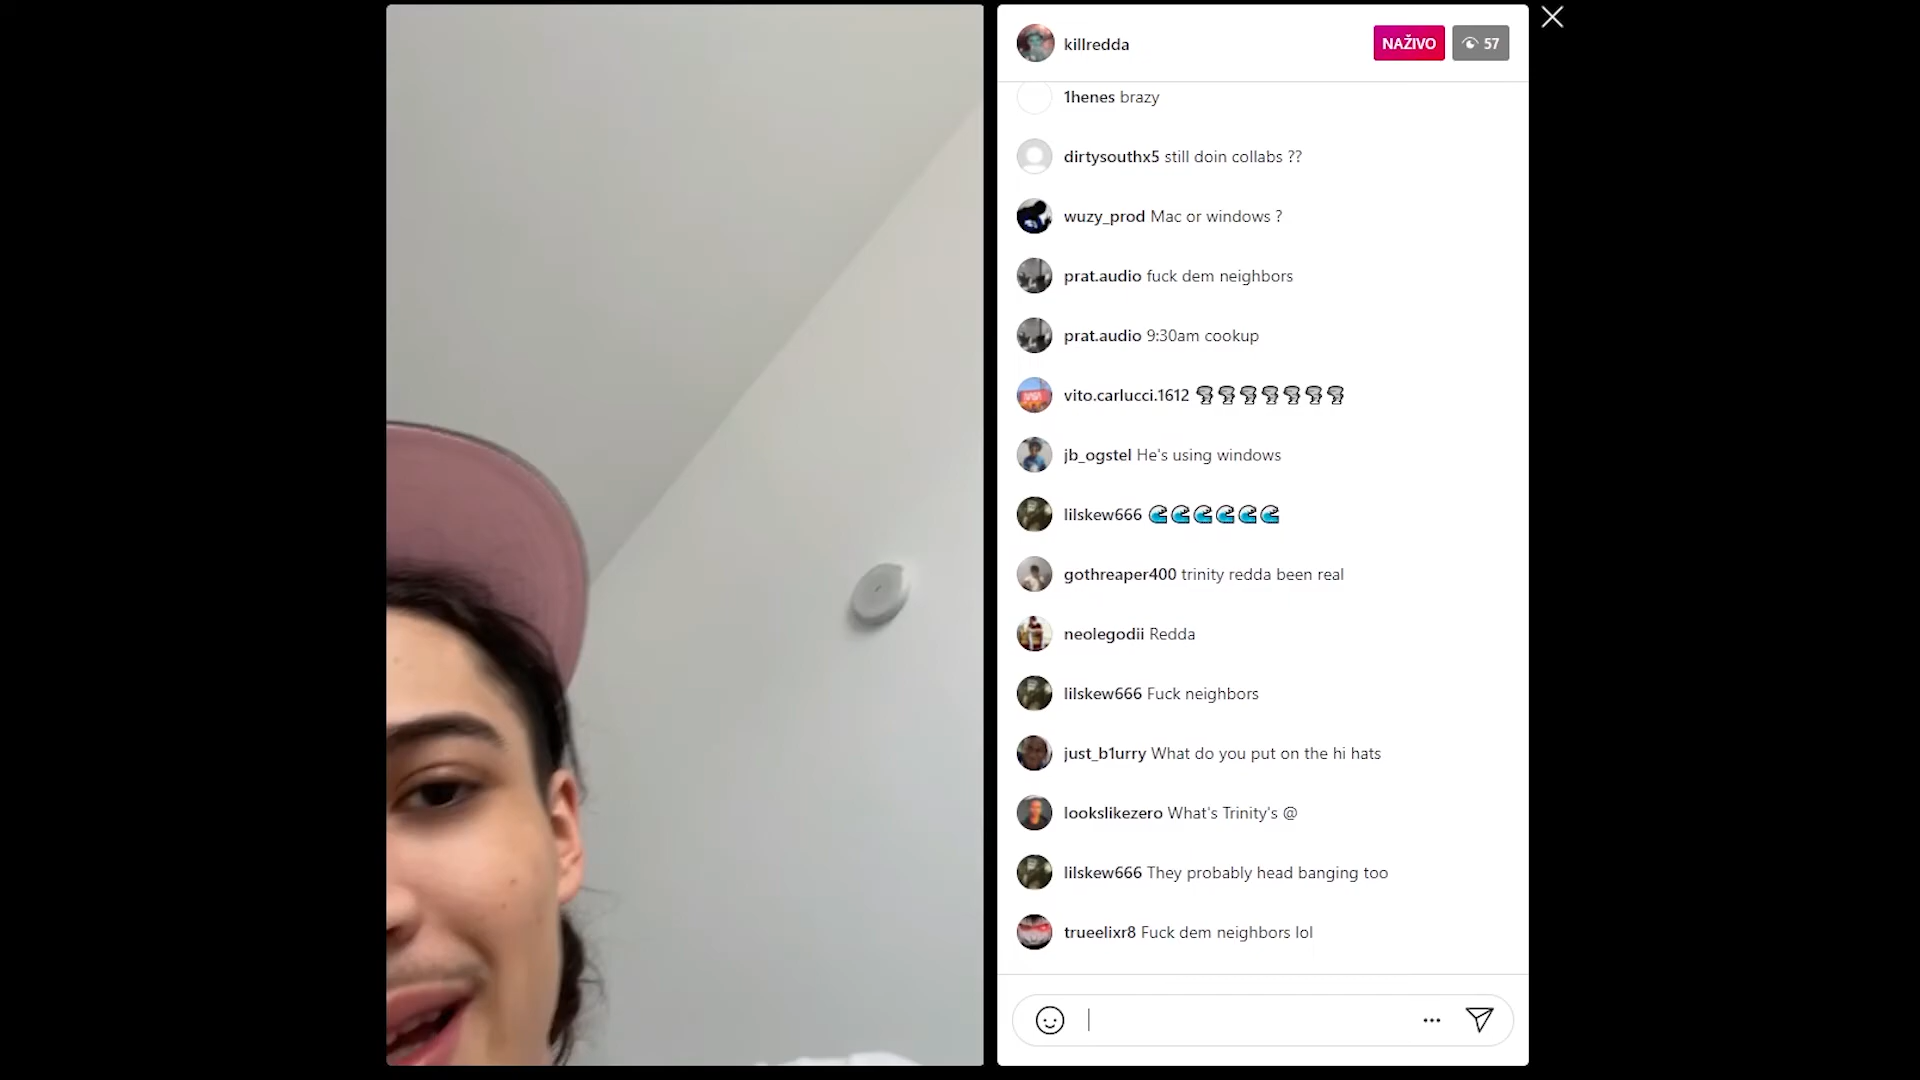 killredda
NAŽIVO
57
1henes brazy
dirtysouthx5 still doin collabs ??
wuzy_prod Mac or windows ?
prat.audio fuck dem neighbors
prat.audio 9:30am cookup
vito.carlucci.1612 🌪🌪🌪🌪🌪🌪🌪
jb_ogstel He's using windows
lilskew666 🌊🌊🌊🌊🌊🌊
gothreaper400 trinity redda been real
neolegodii Redda
lilskew666 Fuck neighbors
just_b1urry What do you put on the hi hats
lookslikezero What's Trinity's @
lilskew666 They probably head banging too
trueelixr8 Fuck dem neighbors lol